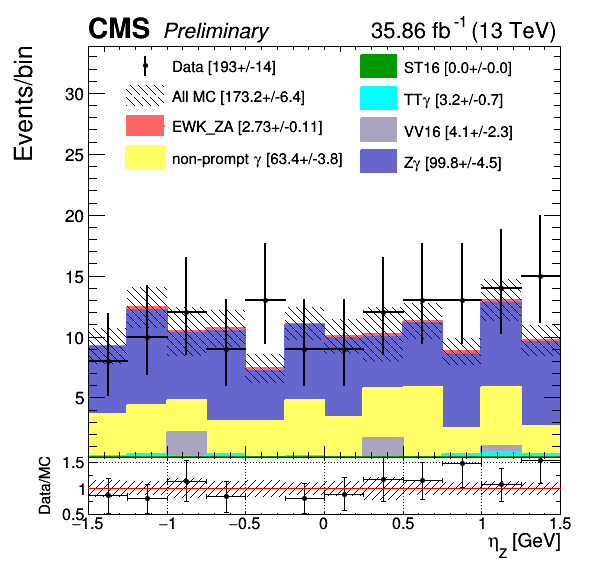 CMS Preliminary 35.86 fb⁻¹ (13 TeV)
Events/bin
Data [193+/-14]
All MC [173.2+/-6.4]
EWK_ZA [2.73+/-0.11]
non-prompt γ [63.4+/-3.8]
ST16 [0.0+/-0.0]
TTγ [3.2+/-0.7]
VV16 [4.1+/-2.3]
Zγ [99.8+/-4.5]
30
25
20
15
10
5
Data/MC
1.5
1
0.5
−1.5 −1 −0.5 0 0.5 1 1.5
η_Z [GeV]